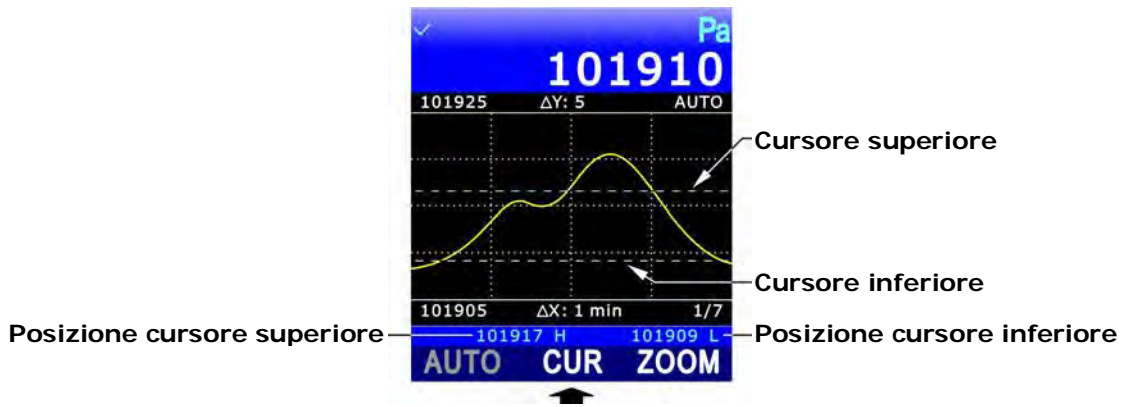 Pa
101910
101925 ΔY: 5 AUTO
Cursore superiore
Cursore inferiore
101905 ΔX: 1 min 1/7
Posizione cursore superiore
101917 H 101909 L
Posizione cursore inferiore
AUTO CUR ZOOM